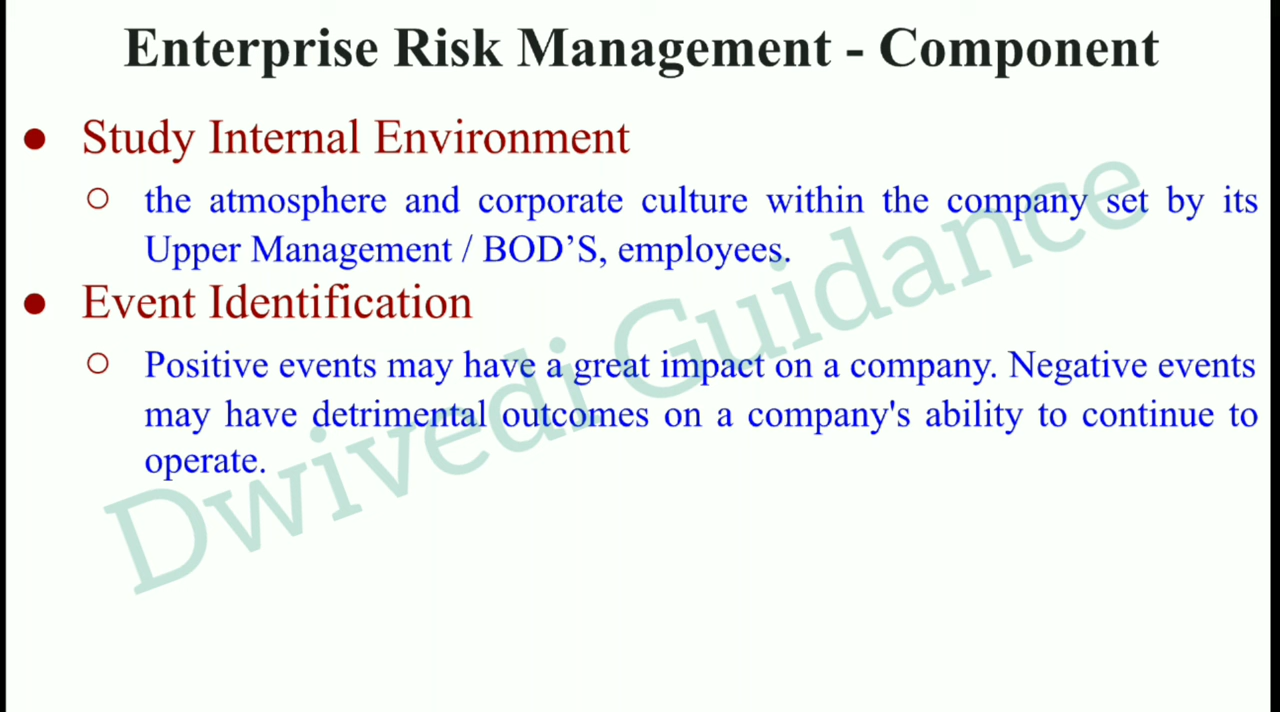 Enterprise Risk Management - Component
● Study Internal Environment
○ the atmosphere and corporate culture within the company set by its
Upper Management / BOD’S, employees.
● Event Identification
○ Positive events may have a great impact on a company. Negative events
may have detrimental outcomes on a company's ability to continue to
operate.
Dwivedi Guidance